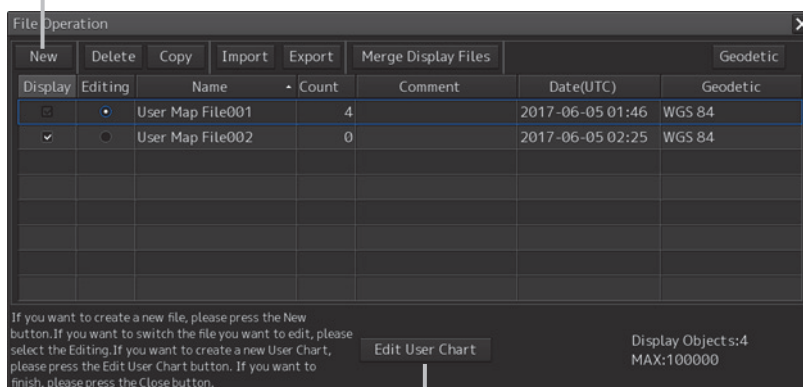 File Operation
New Delete Copy Import Export Merge Display Files Geodetic
Display Editing Name Count Comment Date(UTC) Geodetic
User Map File001 4 2017-06-05 01:46 WGS 84
User Map File002 0 2017-06-05 02:25 WGS 84
If you want to create a new file, please press the New
button.If you want to switch the file you want to edit, please
select the Editing.If you want to create a new User Chart,
please press the Edit User Chart button. If you want to
finish, please press the Close button.
Edit User Chart
Display Objects:4
MAX:100000